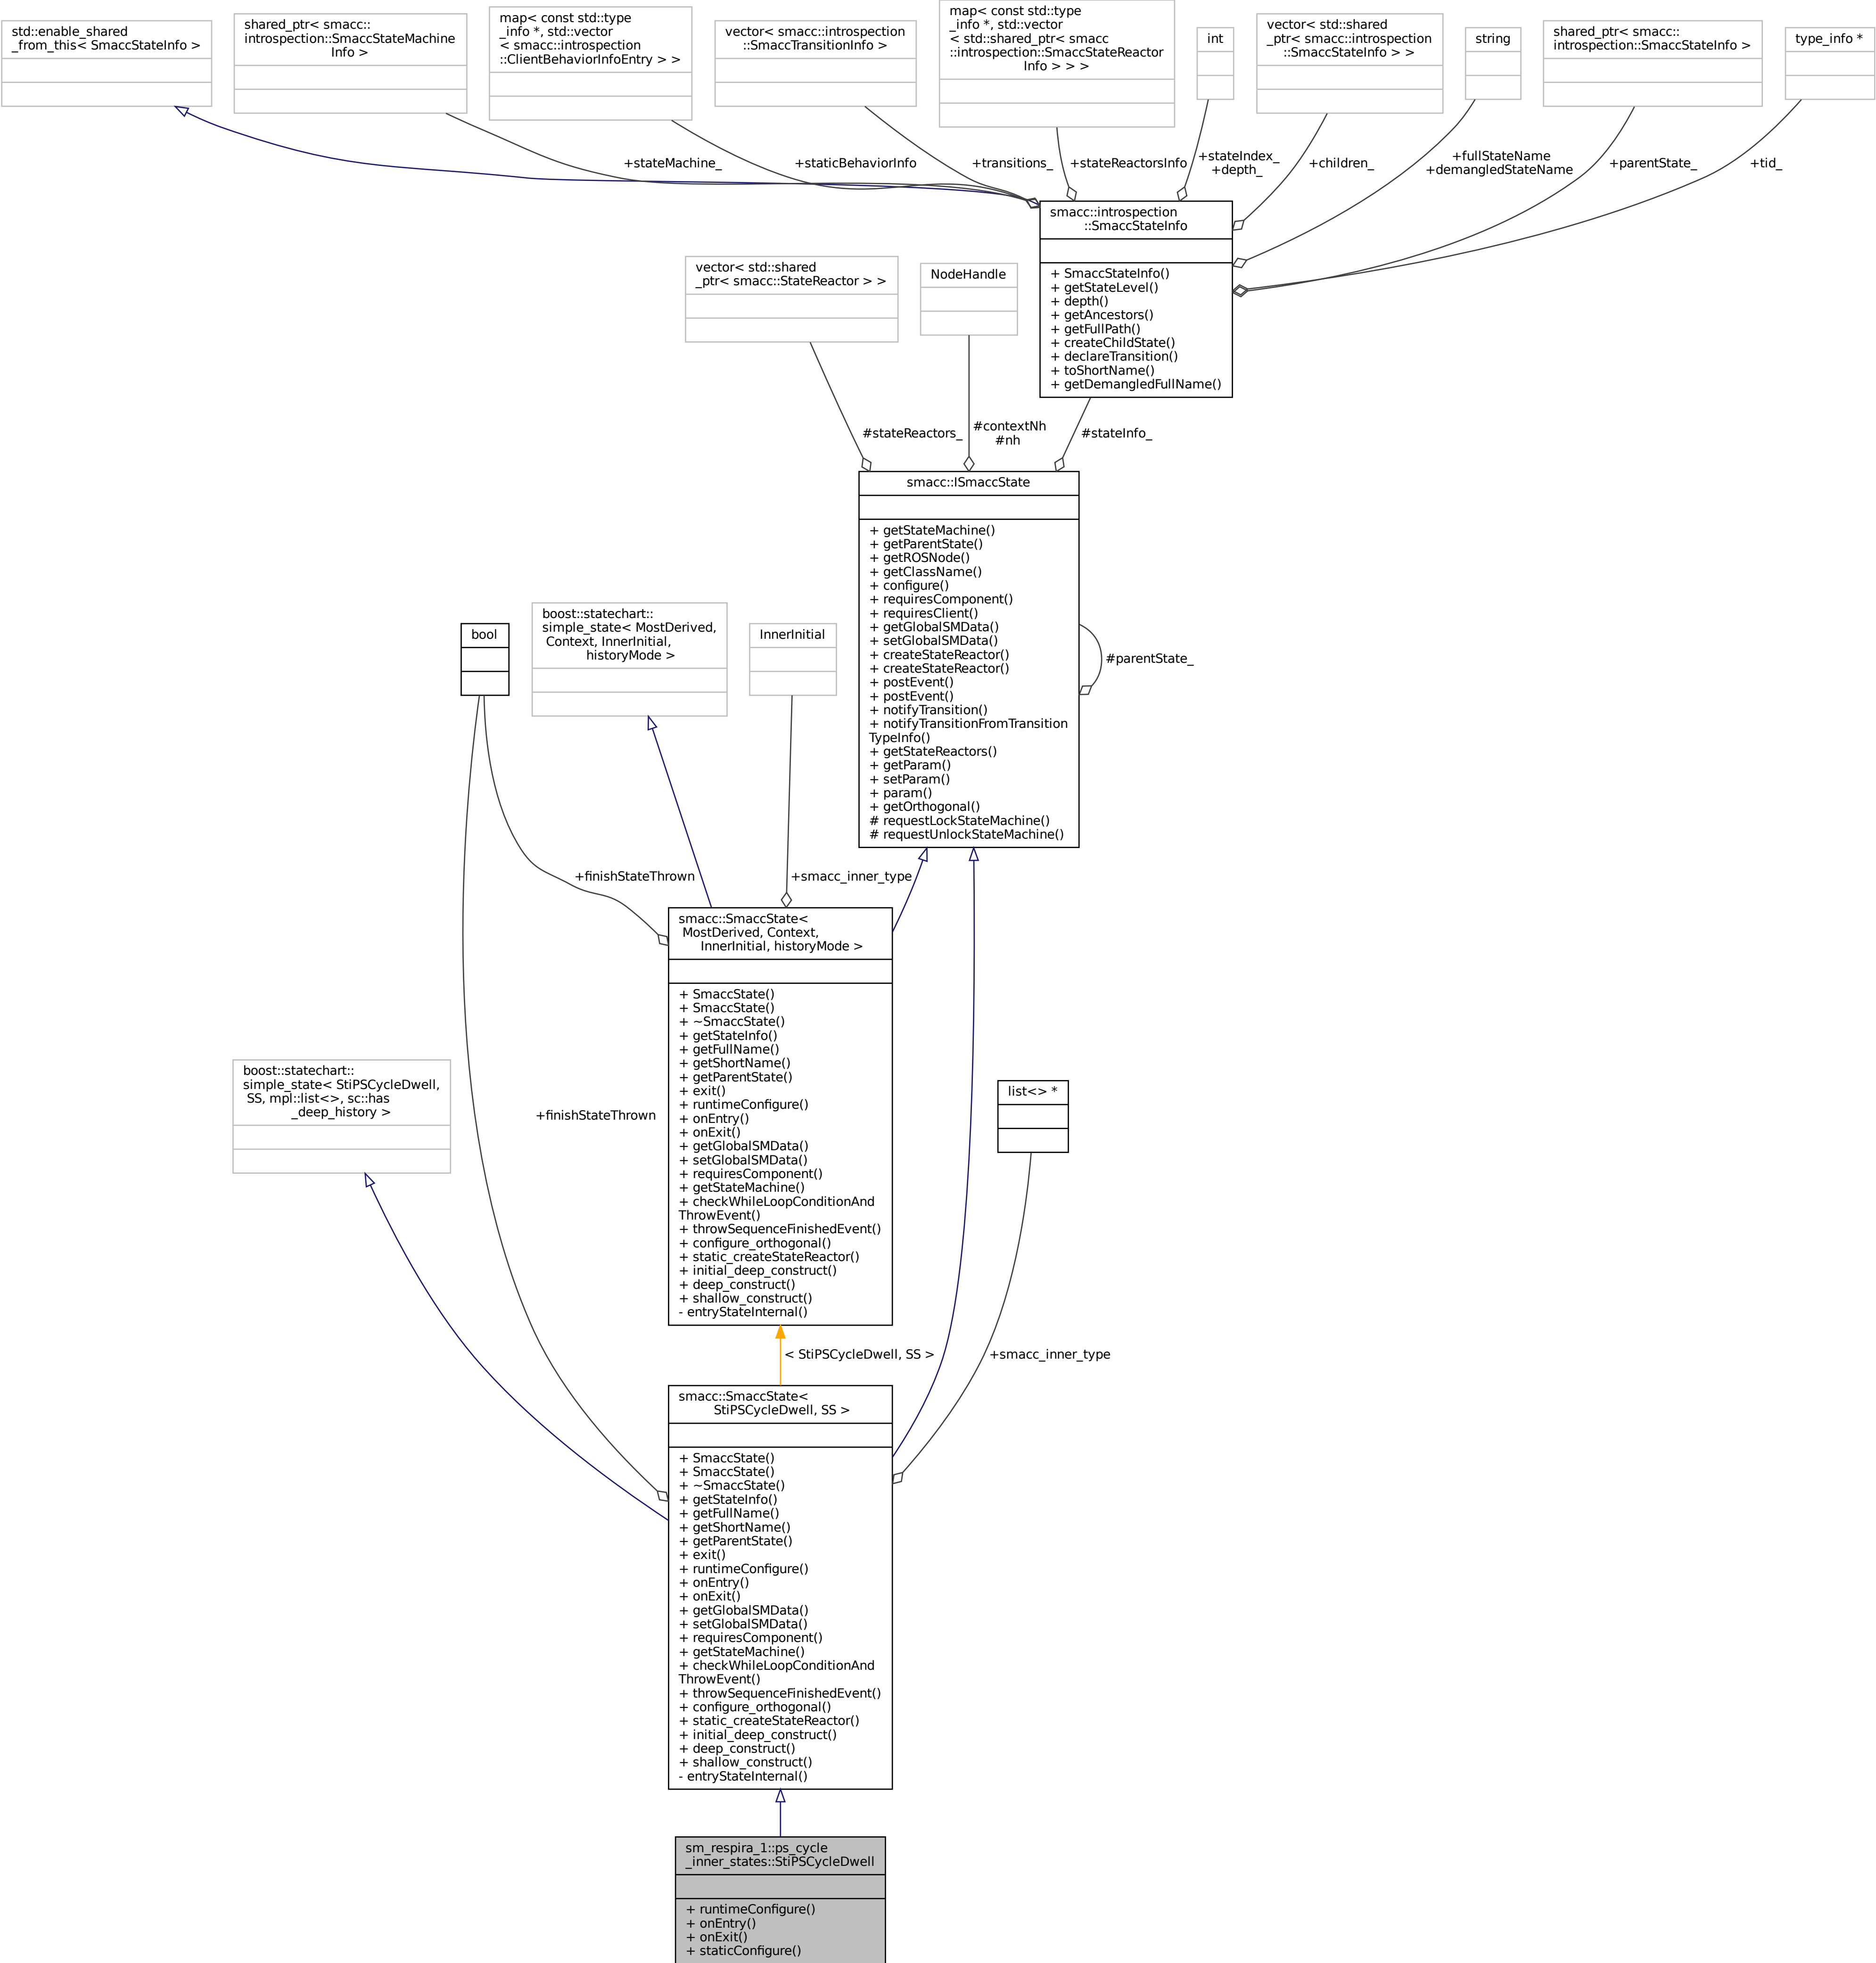 std::enable_shared
_from_this< SmaccStateInfo >
shared_ptr< smacc::
introspection::SmaccStateMachine
Info >
map< const std::type
_info *, std::vector
< smacc::introspection
::ClientBehaviorInfoEntry > >
vector< smacc::introspection
::SmaccTransitionInfo >
map< const std::type
_info *, std::vector
< std::shared_ptr< smacc
::introspection::SmaccStateReactor
Info > > >
int
vector< std::shared
_ptr< smacc::introspection
::SmaccStateInfo > >
string
shared_ptr< smacc::
introspection::SmaccStateInfo >
type_info *
+stateMachine_
+staticBehaviorInfo
+transitions_
+stateReactorsInfo
+stateIndex_
+depth_
+children_
+fullStateName
+demangledStateName
+parentState_
+tid_
smacc::introspection
::SmaccStateInfo
+ SmaccStateInfo()
+ getStateLevel()
+ depth()
+ getAncestors()
+ getFullPath()
+ createChildState()
+ declareTransition()
+ toShortName()
+ getDemangledFullName()
vector< std::shared
_ptr< smacc::StateReactor > >
NodeHandle
#stateReactors_
#contextNh
#nh
#stateInfo_
smacc::ISmaccState
+ getStateMachine()
+ getParentState()
+ getROSNode()
+ getClassName()
+ configure()
+ requiresComponent()
+ requiresClient()
+ getGlobalSMData()
+ setGlobalSMData()
+ createStateReactor()
+ createStateReactor()
+ postEvent()
+ postEvent()
+ notifyTransition()
+ notifyTransitionFromTransition
TypeInfo()
+ getStateReactors()
+ getParam()
+ setParam()
+ param()
+ getOrthogonal()
# requestLockStateMachine()
# requestUnlockStateMachine()
#parentState_
bool
boost::statechart::
simple_state< MostDerived,
Context, InnerInitial,
historyMode >
InnerInitial
+finishStateThrown
+smacc_inner_type
smacc::SmaccState<
MostDerived, Context,
InnerInitial, historyMode >
+ SmaccState()
+ SmaccState()
+ ~SmaccState()
+ getStateInfo()
+ getFullName()
+ getShortName()
+ getParentState()
+ exit()
+ runtimeConfigure()
+ onEntry()
+ onExit()
+ getGlobalSMData()
+ setGlobalSMData()
+ requiresComponent()
+ getStateMachine()
+ checkWhileLoopConditionAnd
ThrowEvent()
+ throwSequenceFinishedEvent()
+ configure_orthogonal()
+ static_createStateReactor()
+ initial_deep_construct()
+ deep_construct()
+ shallow_construct()
- entryStateInternal()
boost::statechart::
simple_state< StiPSCycleDwell,
SS, mpl::list<>, sc::has
_deep_history >
+finishStateThrown
list<> *
< StiPSCycleDwell, SS >
+smacc_inner_type
smacc::SmaccState<
StiPSCycleDwell, SS >
+ SmaccState()
+ SmaccState()
+ ~SmaccState()
+ getStateInfo()
+ getFullName()
+ getShortName()
+ getParentState()
+ exit()
+ runtimeConfigure()
+ onEntry()
+ onExit()
+ getGlobalSMData()
+ setGlobalSMData()
+ requiresComponent()
+ getStateMachine()
+ checkWhileLoopConditionAnd
ThrowEvent()
+ throwSequenceFinishedEvent()
+ configure_orthogonal()
+ static_createStateReactor()
+ initial_deep_construct()
+ deep_construct()
+ shallow_construct()
- entryStateInternal()
sm_respira_1::ps_cycle
_inner_states::StiPSCycleDwell
+ runtimeConfigure()
+ onEntry()
+ onExit()
+ staticConfigure()